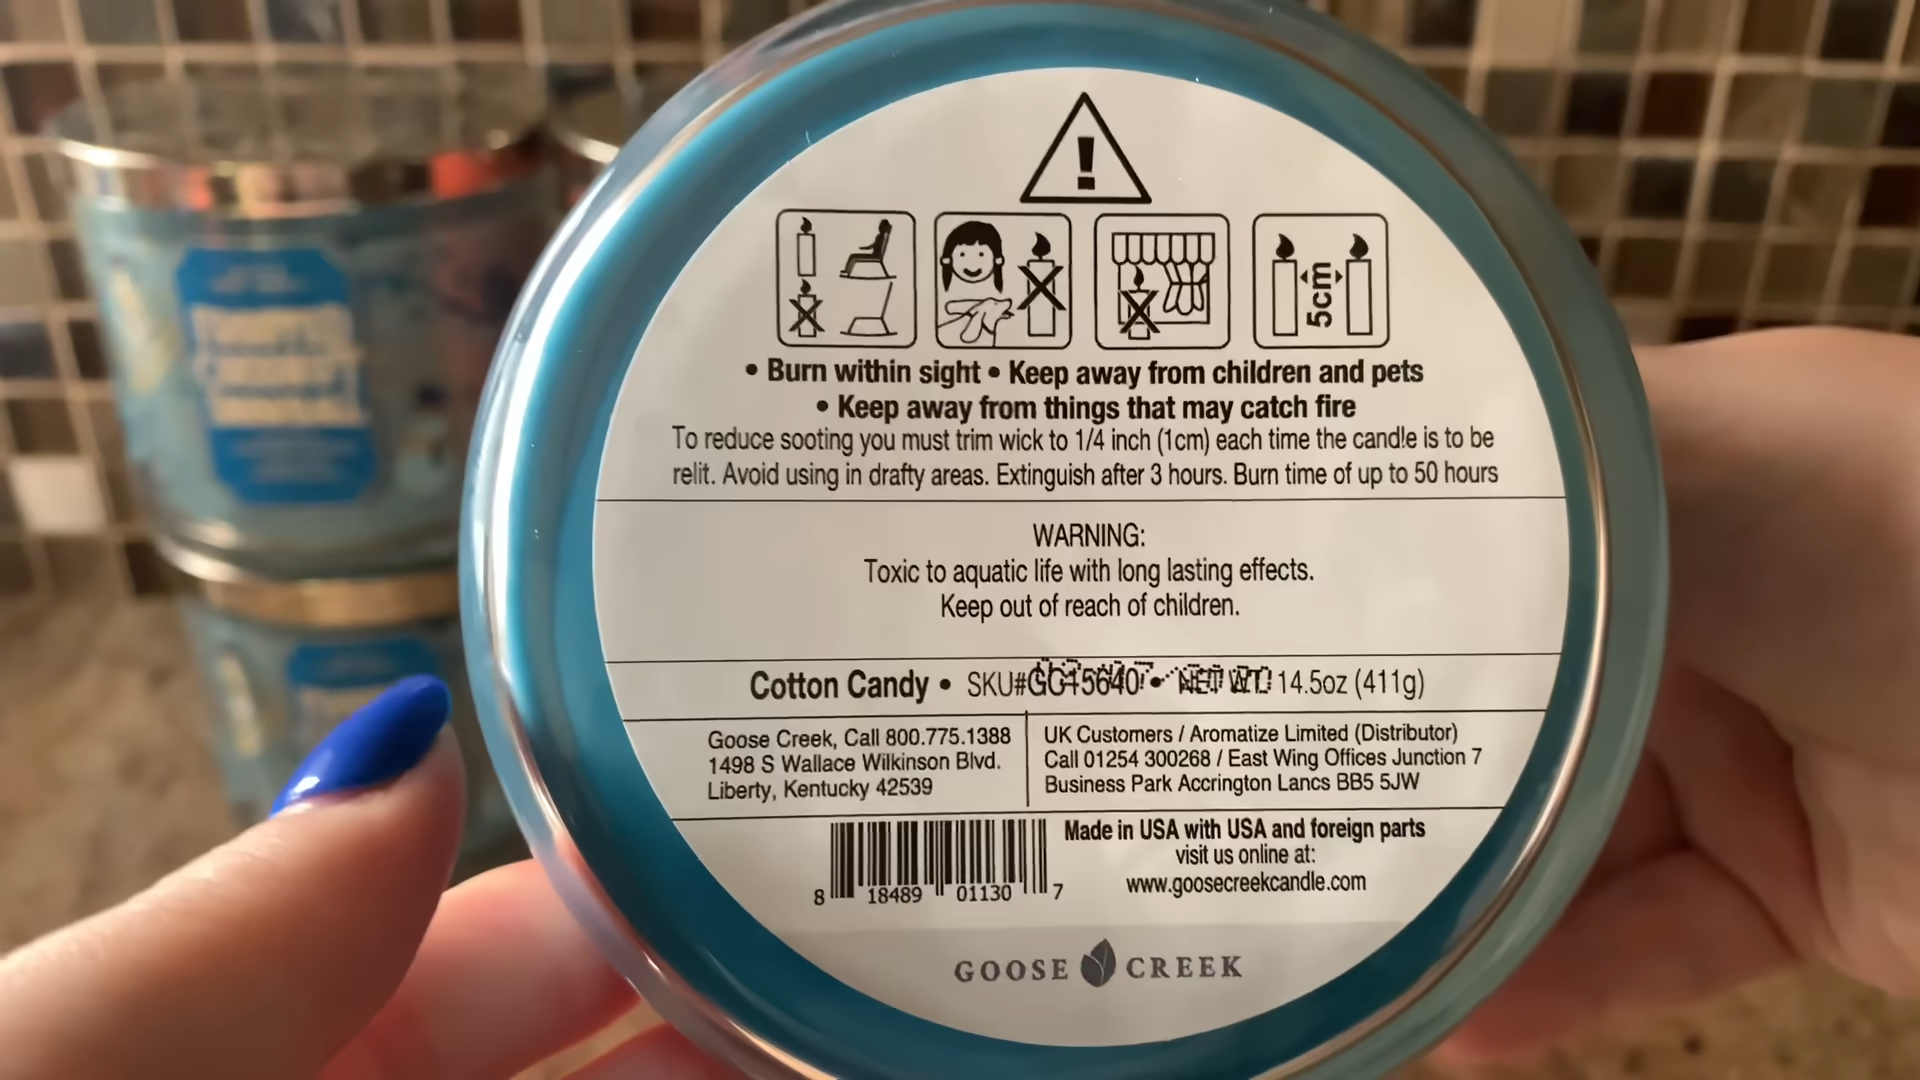 !
5cm
• Burn within sight • Keep away from children and pets
• Keep away from things that may catch fire
To reduce sooting you must trim wick to 1/4 inch (1cm) each time the candle is to be
relit. Avoid using in drafty areas. Extinguish after 3 hours. Burn time of up to 50 hours
WARNING:
Toxic to aquatic life with long lasting effects.
Keep out of reach of children.
Cotton Candy • SKU# • NET WT. 14.5oz (411g)
Goose Creek, Call 800.775.1388
1498 S Wallace Wilkinson Blvd.
Liberty, Kentucky 42539
UK Customers / Aromatize Limited (Distributor)
Call 01254 300268 / East Wing Offices Junction 7
Business Park Accrington Lancs BB5 5JW
Made in USA with USA and foreign parts
visit us online at:
www.goosecreekcandle.com
8 18489 01130 7
GOOSE CREEK